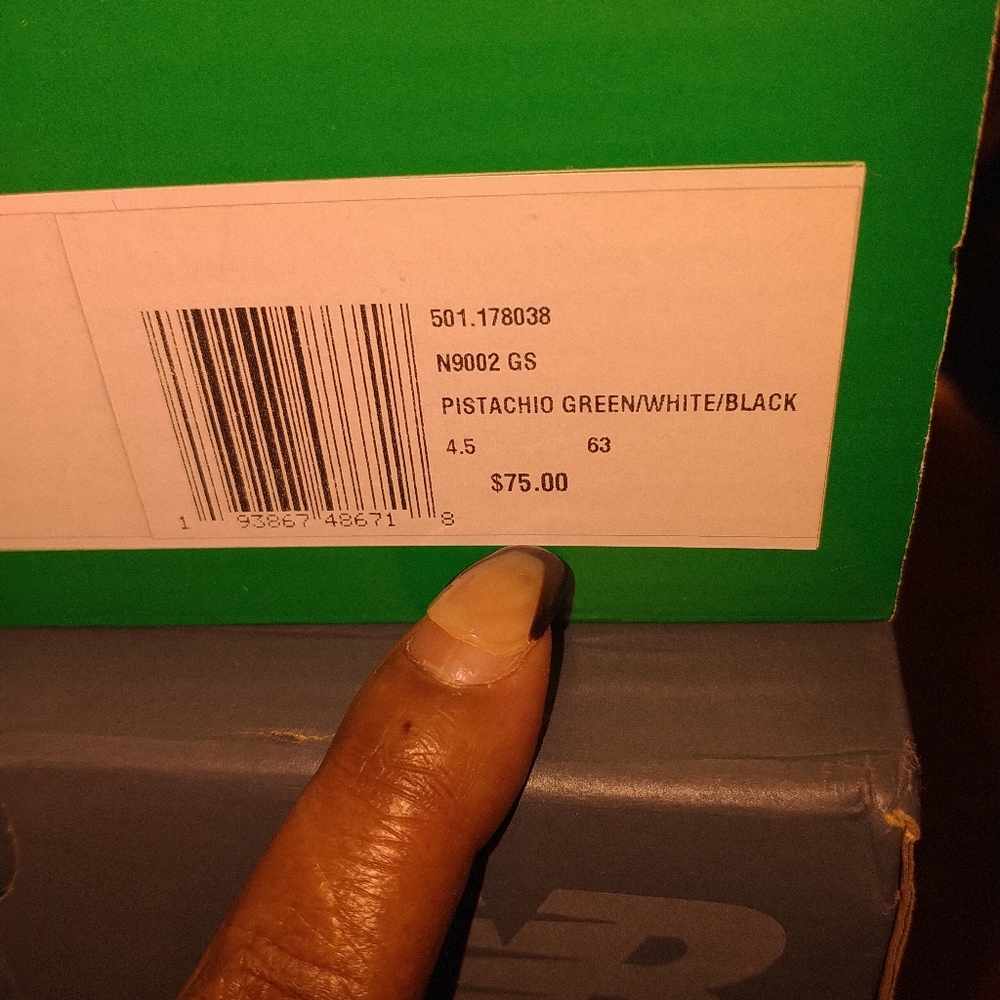 501.178038
N9002 GS
PISTACHIO GREEN/WHITE/BLACK
4.5 63
$75.00
1 93867 48671 8